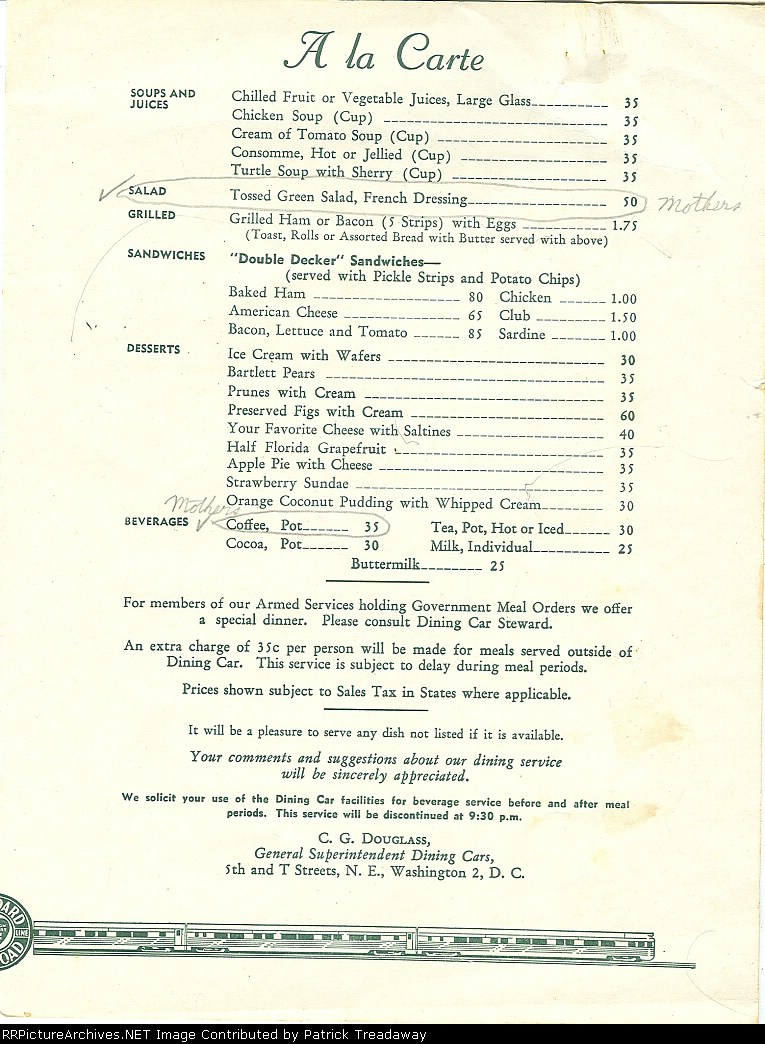 A la Carte
SOUPS AND
JUICES
Chilled Fruit or Vegetable Juices, Large Glass 35
Chicken Soup (Cup) 35
Cream of Tomato Soup (Cup) 35
Consomme, Hot or Jellied (Cup) 35
Turtle Soup with Sherry (Cup) 35
SALAD Tossed Green Salad, French Dressing 50 Mothers
GRILLED Grilled Ham or Bacon (5 Strips) with Eggs 1.75
(Toast, Rolls or Assorted Bread with Butter served with above)
SANDWICHES "Double Decker" Sandwiches—
(served with Pickle Strips and Potato Chips)
Baked Ham 80 Chicken 1.00
American Cheese 65 Club 1.50
Bacon, Lettuce and Tomato 85 Sardine 1.00
DESSERTS Ice Cream with Wafers 30
Bartlett Pears 35
Prunes with Cream 35
Preserved Figs with Cream 60
Your Favorite Cheese with Saltines 40
Half Florida Grapefruit 35
Apple Pie with Cheese 35
Strawberry Sundae 35
Orange Coconut Pudding with Whipped Cream 30
Mothers
BEVERAGES Coffee, Pot 35 Tea, Pot, Hot or Iced 30
Cocoa, Pot 30 Milk, Individual 25
Buttermilk 25
For members of our Armed Services holding Government Meal Orders we offer
a special dinner. Please consult Dining Car Steward.
An extra charge of 35c per person will be made for meals served outside of
Dining Car. This service is subject to delay during meal periods.
Prices shown subject to Sales Tax in States where applicable.
It will be a pleasure to serve any dish not listed if it is available.
Your comments and suggestions about our dining service
will be sincerely appreciated.
We solicit your use of the Dining Car facilities for beverage service before and after meal
periods. This service will be discontinued at 9:30 p.m.
C. G. DOUGLASS,
General Superintendent Dining Cars,
5th and T Streets, N. E., Washington 2, D. C.
LINE
RRPictureArchives.NET Image Contributed by Patrick Treadaway